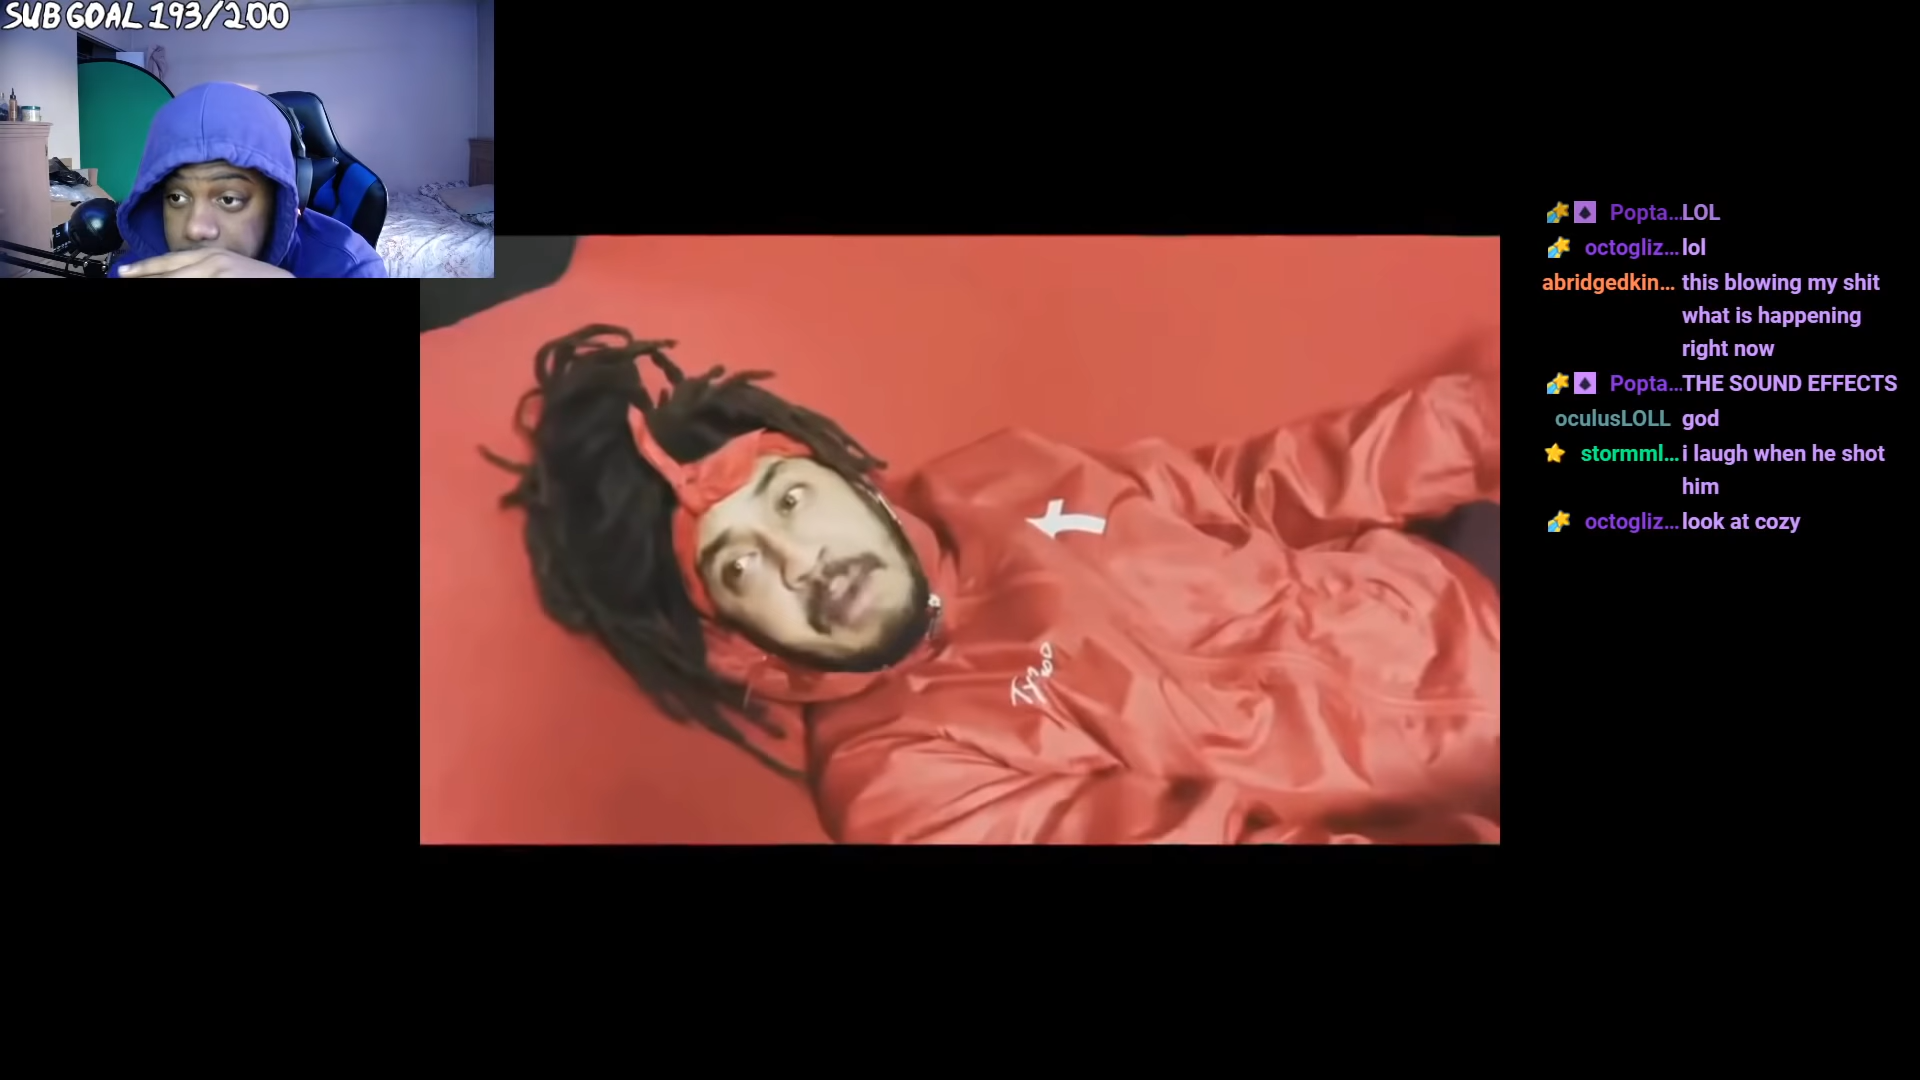 SUB GOAL 193/200
Popta... LOL
octogliz... lol
abridgedkin... this blowing my shit
what is happening
right now
Popta... THE SOUND EFFECTS
oculusLOLL god
stormml... i laugh when he shot
him
octogliz... look at cozy